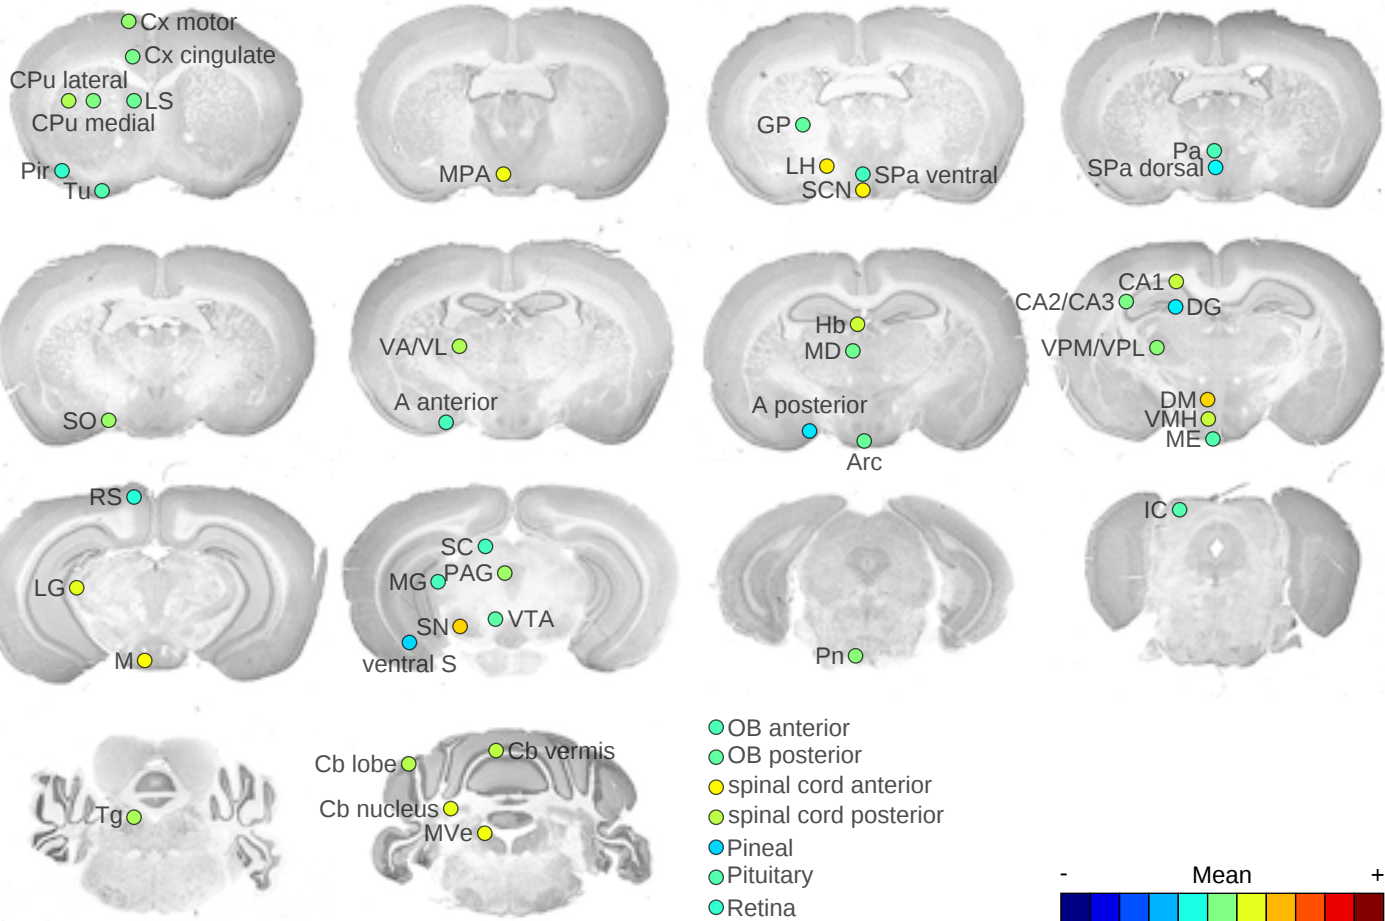 Cx motor
Cx cingulate
CPu lateral
LS
CPu medial
Pir
Tu
MPA
GP
LH
SPa ventral
SCN
Pa
SPa dorsal
SO
VA/VL
A anterior
Hb
MD
A posterior
Arc
CA1
CA2/CA3
DG
VPM/VPL
DM
VMH
ME
RS
LG
M
SC
PAG
MG
VTA
SN
ventral S
Pn
IC
Tg
Cb vermis
Cb lobe
Cb nucleus
MVe
OB anterior
OB posterior
spinal cord anterior
spinal cord posterior
Pineal
Pituitary
Retina
- Mean +